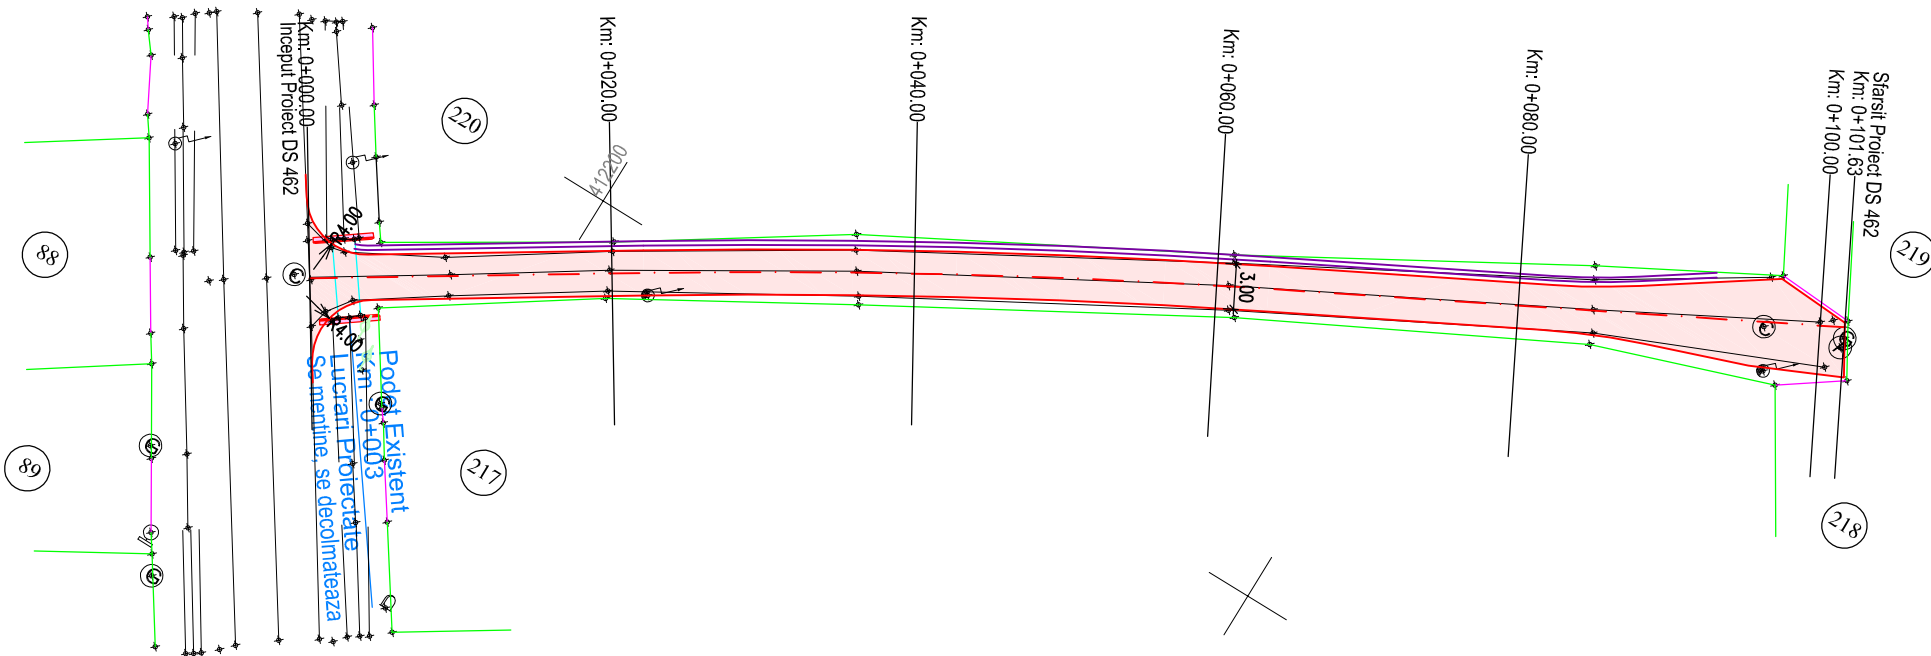 Km: 0+000.00
Inceput Proiect DS 462
Km: 0+020.00
Km: 0+040.00
Km: 0+060.00
Km: 0+080.00
Sfarsit Proiect DS 462
Km: 0+101.63
Km: 0+100.00
220
412200
88
219
R4.00
3.00
R4.00
Podet Existent
Km : 0+003
Lucrari Proiectate
Se mentine, se decolmateaza
89
217
218